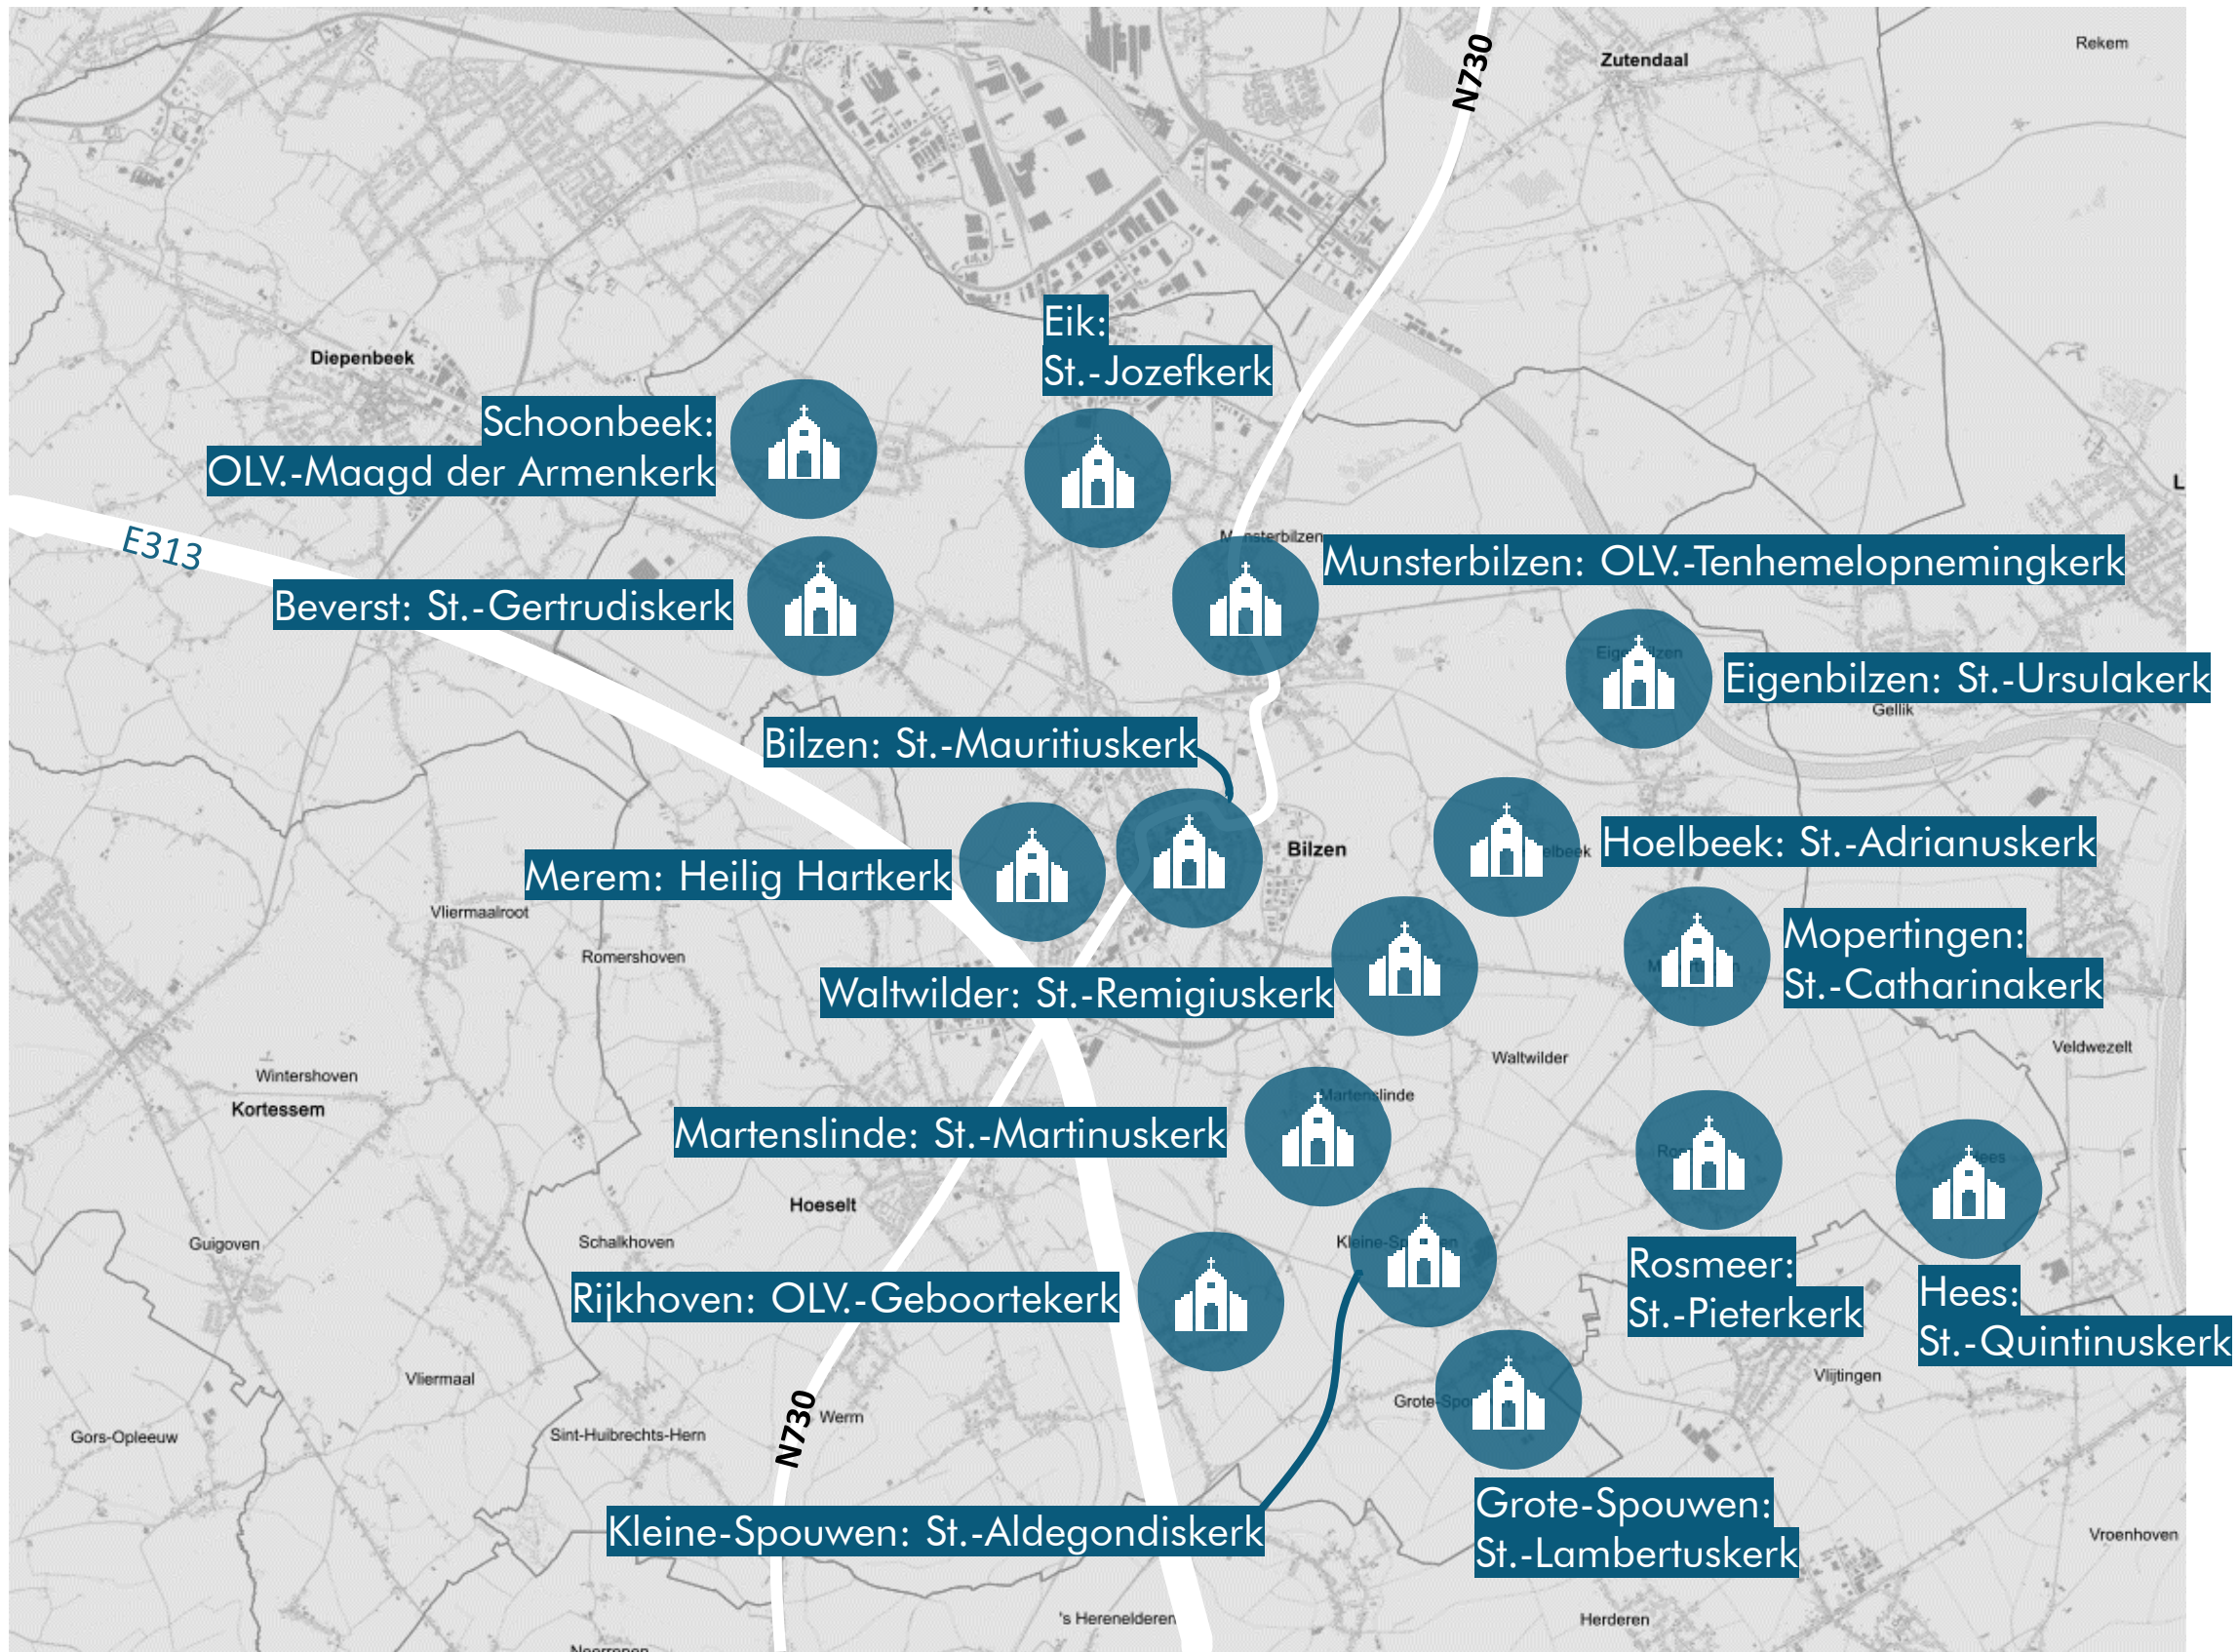 Rekem
N730
Zutendaal
Eik:
St.-Jozefkerk
Diepenbeek
Schoonbeek:
OLV.-Maagd der Armenkerk
L
E313
Munsterbilzen: OLV.-Tenhemelopnemingkerk
Beverst: St.-Gertrudiskerk
Eigenbilzen: St.-Ursulakerk
Gellik
Bilzen: St.-Mauritiuskerk
Bilzen
Hoelbeek: St.-Adrianuskerk
Merem: Heilig Hartkerk
Vliermaalroot
Romershoven
Mopertingen:
St.-Catharinakerk
Waltwilder: St.-Remigiuskerk
Veldwezelt
Waltwilder
Wintershoven
Kortessem
Martenslinde
Martenslinde: St.-Martinuskerk
Hees
Hoeselt
Guigoven
Schalkhoven
Kleine-Spouwen
Rosmeer:
St.-Pieterkerk
Hees:
St.-Quintinuskerk
Rijkhoven: OLV.-Geboortekerk
Vliermaal
Vlijtingen
N730
Werm
Gors-Opleeuw
Sint-Huibrechts-Hern
Grote-Spouwen:
St.-Lambertuskerk
Kleine-Spouwen: St.-Aldegondiskerk
Vroenhoven
's Herenelderen
Herderen